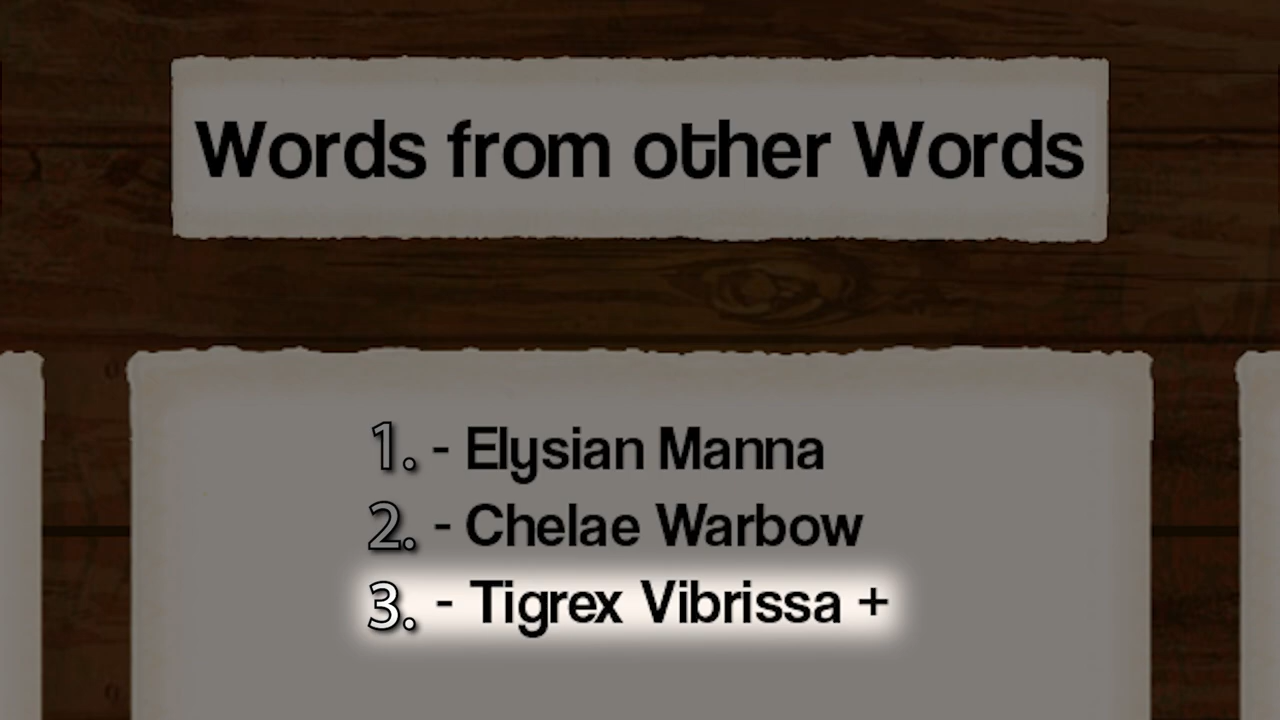 Words from other Words
1. - Elysian Manna
2. - Chelae Warbow
3. - Tigrex Vibrissa +